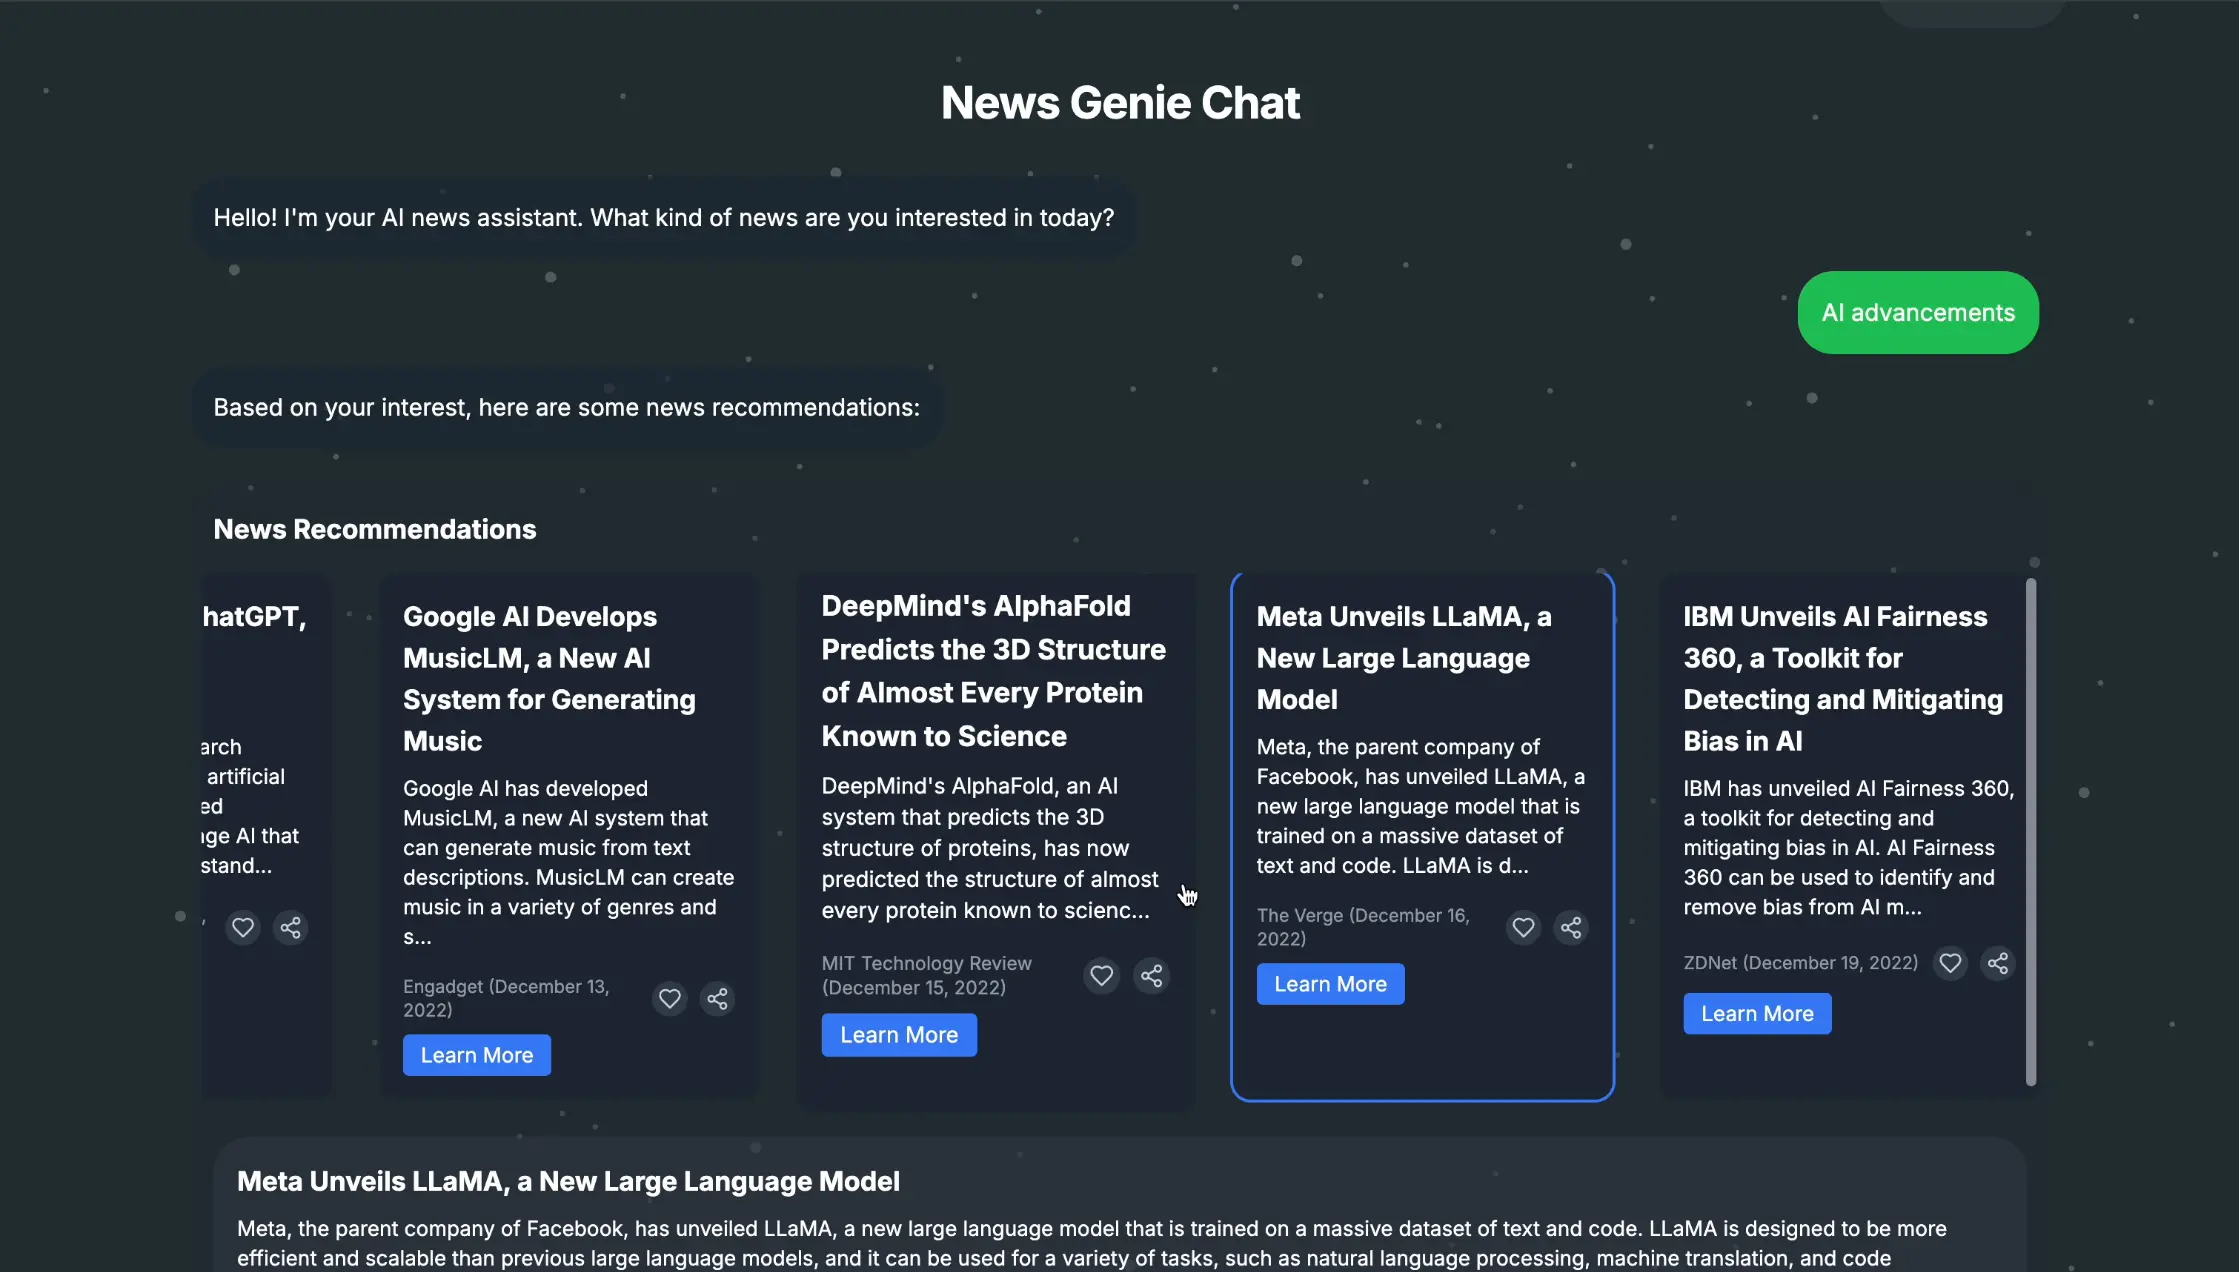 News Genie Chat
Hello! I'm your AI news assistant. What kind of news are you interested in today?
AI advancements
Based on your interest, here are some news recommendations:
News Recommendations
hatGPT,
arch
artificial
ed
age AI that
stand...
Google AI Develops
MusicLM, a New AI
System for Generating
Music
Google AI has developed
MusicLM, a new AI system that
can generate music from text
descriptions. MusicLM can create
music in a variety of genres and
s...
Engadget (December 13,
2022)
Learn More
DeepMind's AlphaFold
Predicts the 3D Structure
of Almost Every Protein
Known to Science
DeepMind's AlphaFold, an AI
system that predicts the 3D
structure of proteins, has now
predicted the structure of almost
every protein known to scienc...
MIT Technology Review
(December 15, 2022)
Learn More
Meta Unveils LLaMA, a
New Large Language
Model
Meta, the parent company of
Facebook, has unveiled LLaMA, a
new large language model that is
trained on a massive dataset of
text and code. LLaMA is d...
The Verge (December 16,
2022)
Learn More
IBM Unveils AI Fairness
360, a Toolkit for
Detecting and Mitigating
Bias in AI
IBM has unveiled AI Fairness 360,
a toolkit for detecting and
mitigating bias in AI. AI Fairness
360 can be used to identify and
remove bias from AI m...
ZDNet (December 19, 2022)
Learn More
Meta Unveils LLaMA, a New Large Language Model
Meta, the parent company of Facebook, has unveiled LLaMA, a new large language model that is trained on a massive dataset of text and code. LLaMA is designed to be more
efficient and scalable than previous large language models, and it can be used for a variety of tasks, such as natural language processing, machine translation, and code